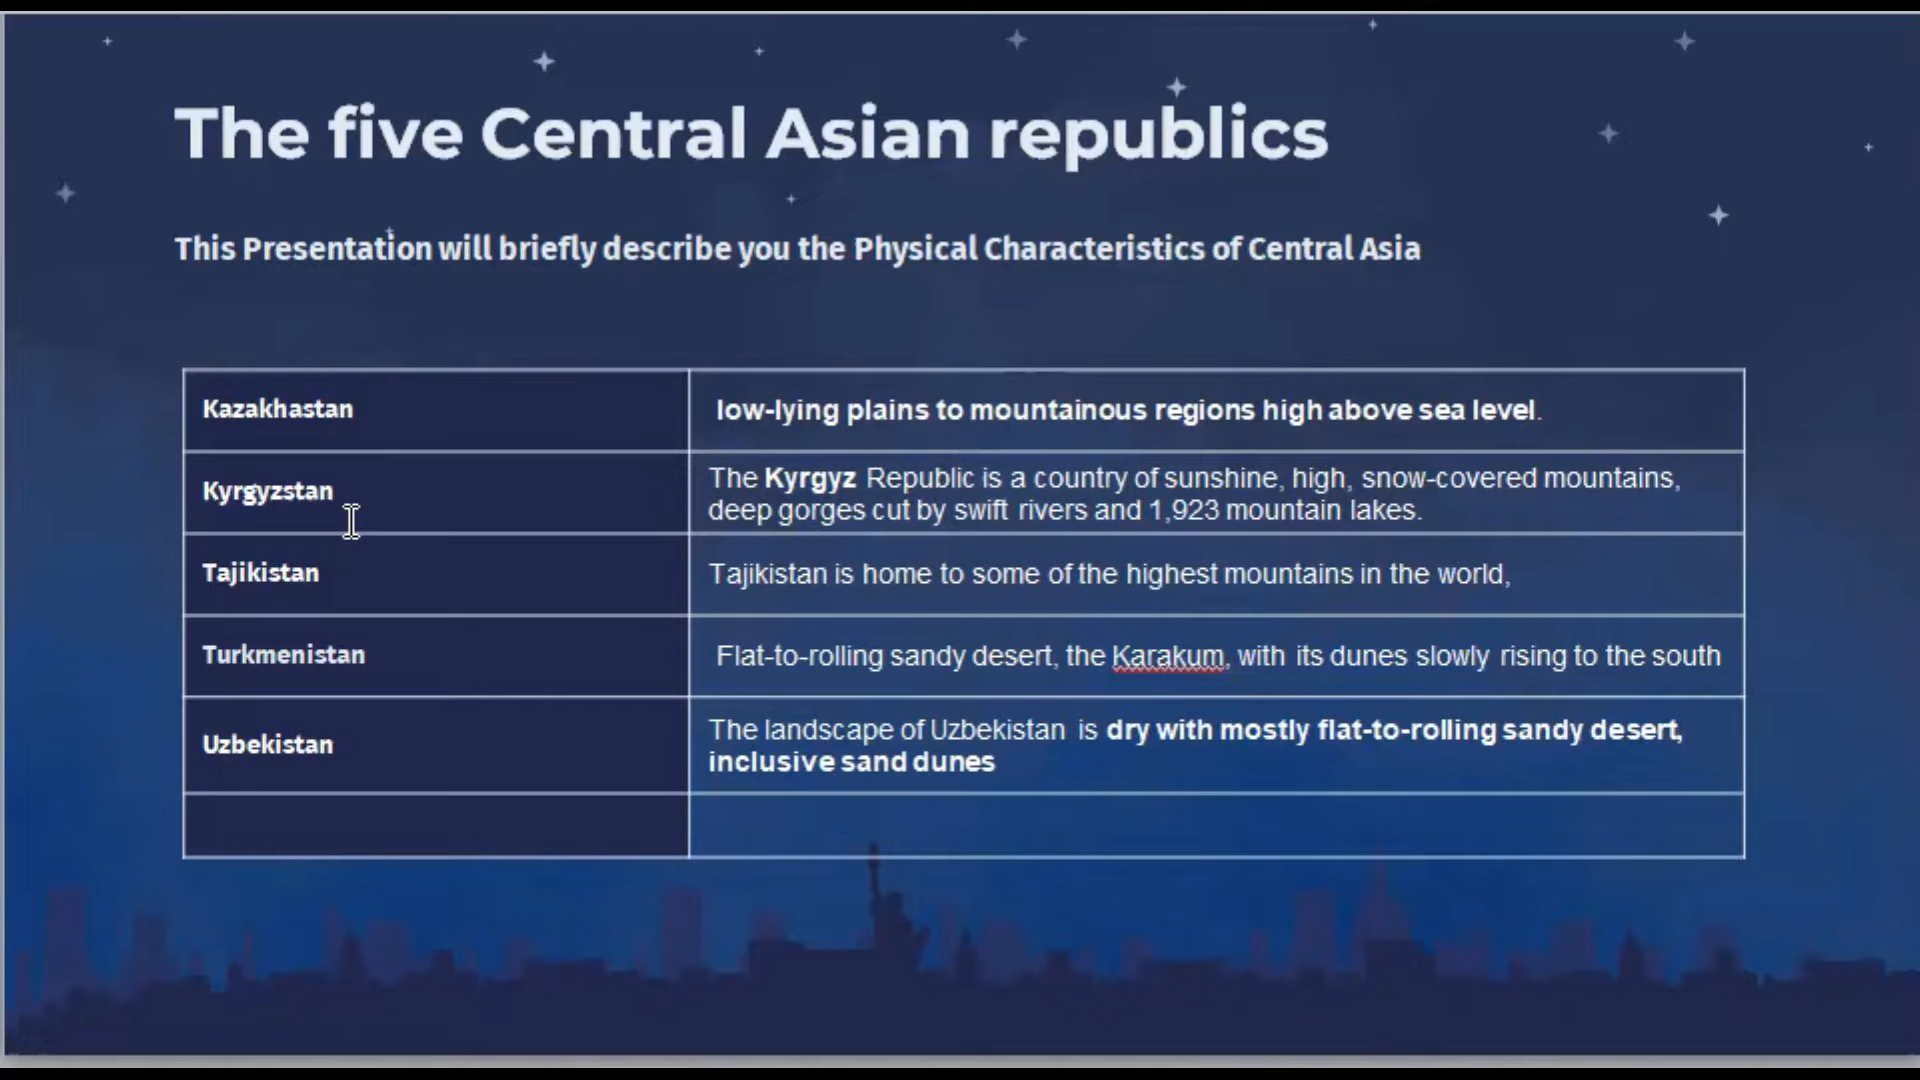 The five Central Asian republics
This Presentation will briefly describe you the Physical Characteristics of Central Asia
Kazakhastan
low-lying plains to mountainous regions high above sea level.
Kyrgyzstan
The Kyrgyz Republic is a country of sunshine, high, snow-covered mountains,
deep gorges cut by swift rivers and 1,923 mountain lakes.
Tajikistan
Tajikistan is home to some of the highest mountains in the world,
Turkmenistan
Flat-to-rolling sandy desert, the Karakum, with its dunes slowly rising to the south
Uzbekistan
The landscape of Uzbekistan is dry with mostly flat-to-rolling sandy desert,
inclusive sand dunes